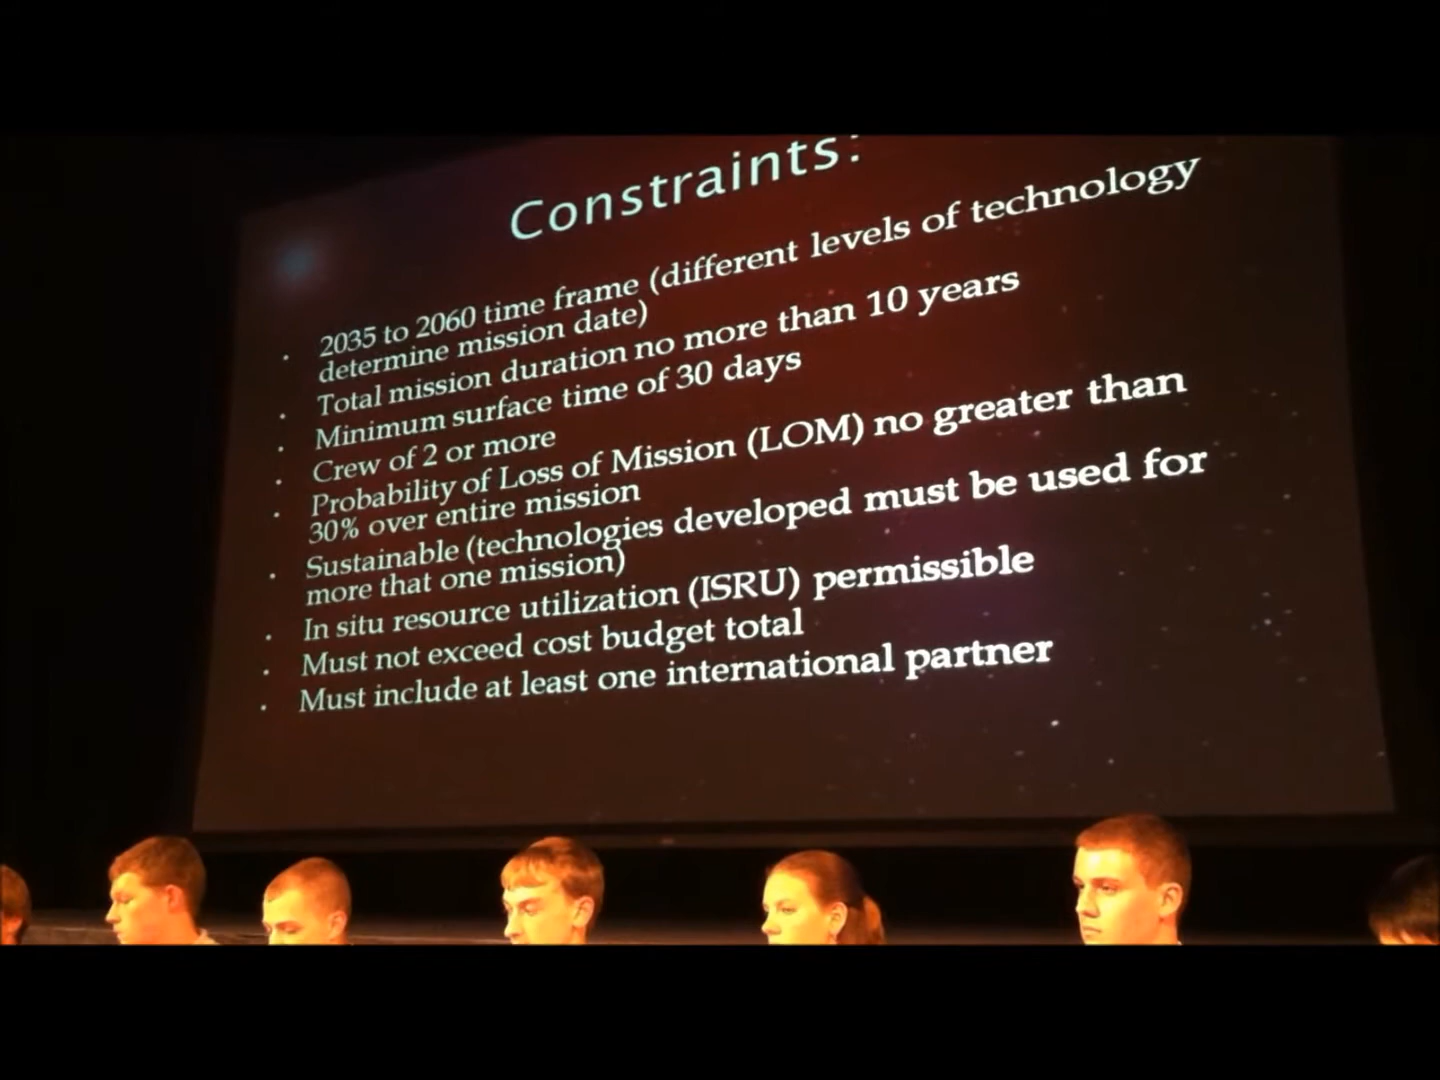 Constraints:
· 2035 to 2060 time frame (different levels of technology
determine mission date)
· Total mission duration no more than 10 years
· Minimum surface time of 30 days
· Crew of 2 or more
· Probability of Loss of Mission (LOM) no greater than
30% over entire mission
· Sustainable (technologies developed must be used for
more that one mission)
· In situ resource utilization (ISRU) permissible
· Must not exceed cost budget total
· Must include at least one international partner